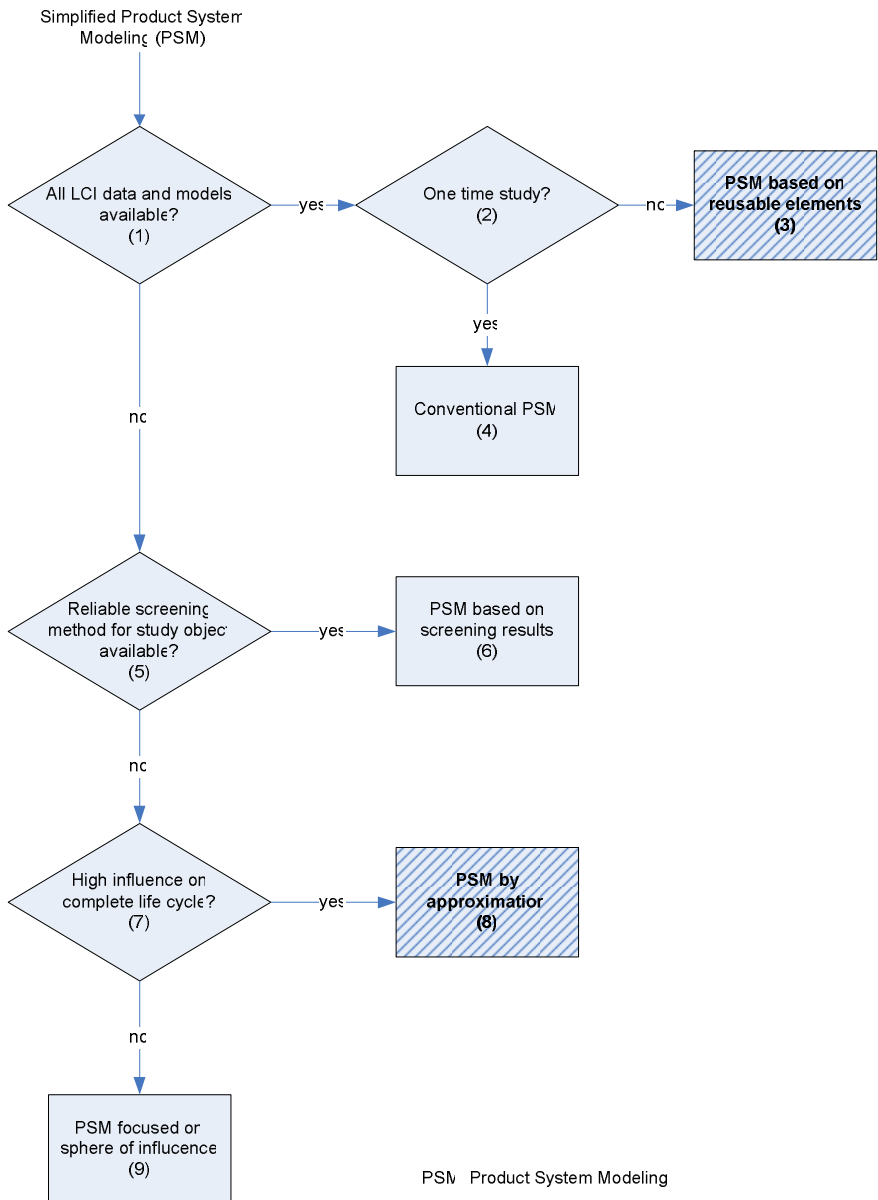 Simplified Product System
Modeling (PSM)
All LCI data and models
available?
(1)
yes
One time study?
(2)
no
PSM based on
reusable elements
(3)
yes
Conventional PSM
(4)
no
Reliable screening
method for study object
available?
(5)
yes
PSM based on
screening results
(6)
no
High influence on
complete life cycle?
(7)
yes
PSM by
approximation
(8)
no
PSM focused on
sphere of influcence
(9)
PSM Product System Modeling